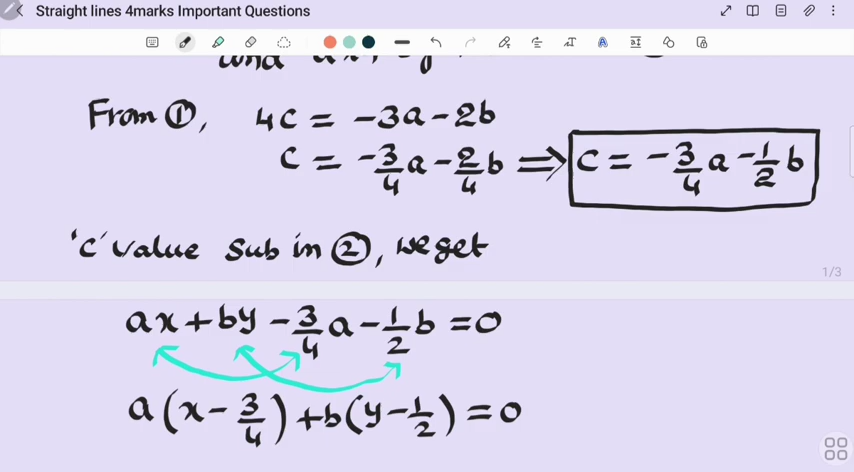 Straight lines 4marks Important Questions
and
From ①, 4c = -3a - 2b
c = -3/4 a - 2/4 b ⟹ c = -3/4 a - 1/2 b
'c' value sub in ②, we get
1/3
ax + by - 3/4 a - 1/2 b = 0
a(x - 3/4) + b(y - 1/2) = 0